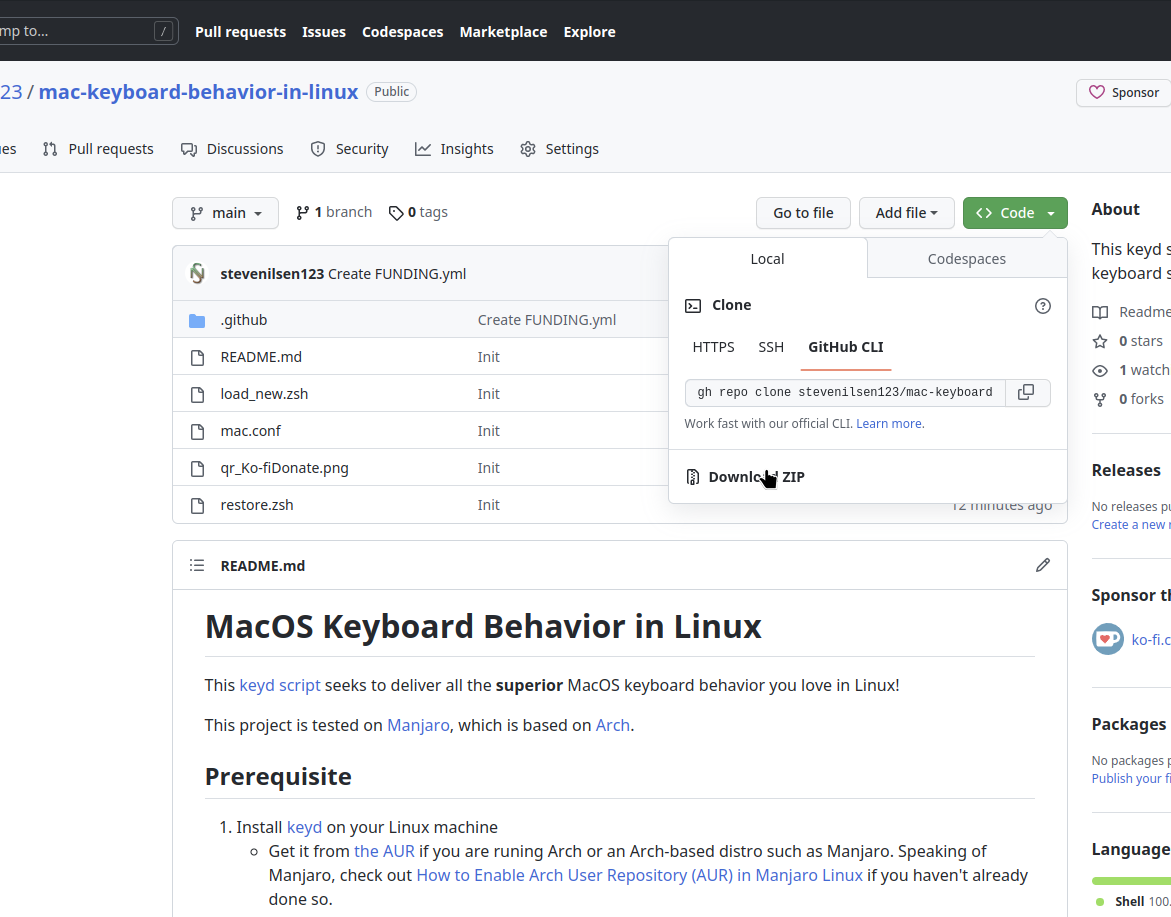 mp to... /
Pull requests Issues Codespaces Marketplace Explore
23 / mac-keyboard-behavior-in-linux Public
Sponsor
es Pull requests Discussions Security Insights Settings
main 1 branch 0 tags
Go to file Add file Code
stevenilsen123 Create FUNDING.yml
.github Create FUNDING.yml
README.md Init
load_new.zsh Init
mac.conf Init
qr_Ko-fiDonate.png Init
restore.zsh Init 12 minutes ago
Local Codespaces
Clone
HTTPS SSH GitHub CLI
gh repo clone stevenilsen123/mac-keyboard
Work fast with our official CLI. Learn more.
Download ZIP
README.md
MacOS Keyboard Behavior in Linux
This keyd script seeks to deliver all the superior MacOS keyboard behavior you love in Linux!
This project is tested on Manjaro, which is based on Arch.
Prerequisite
1. Install keyd on your Linux machine
Get it from the AUR if you are runing Arch or an Arch-based distro such as Manjaro. Speaking of
Manjaro, check out How to Enable Arch User Repository (AUR) in Manjaro Linux if you haven't already
done so.
About
This keyd s
keyboard s
Readme
0 stars
1 watch
0 forks
Releases
No releases pu
Create a new r
Sponsor th
ko-fi.c
Packages
No packages p
Publish your fi
Language
Shell 100.